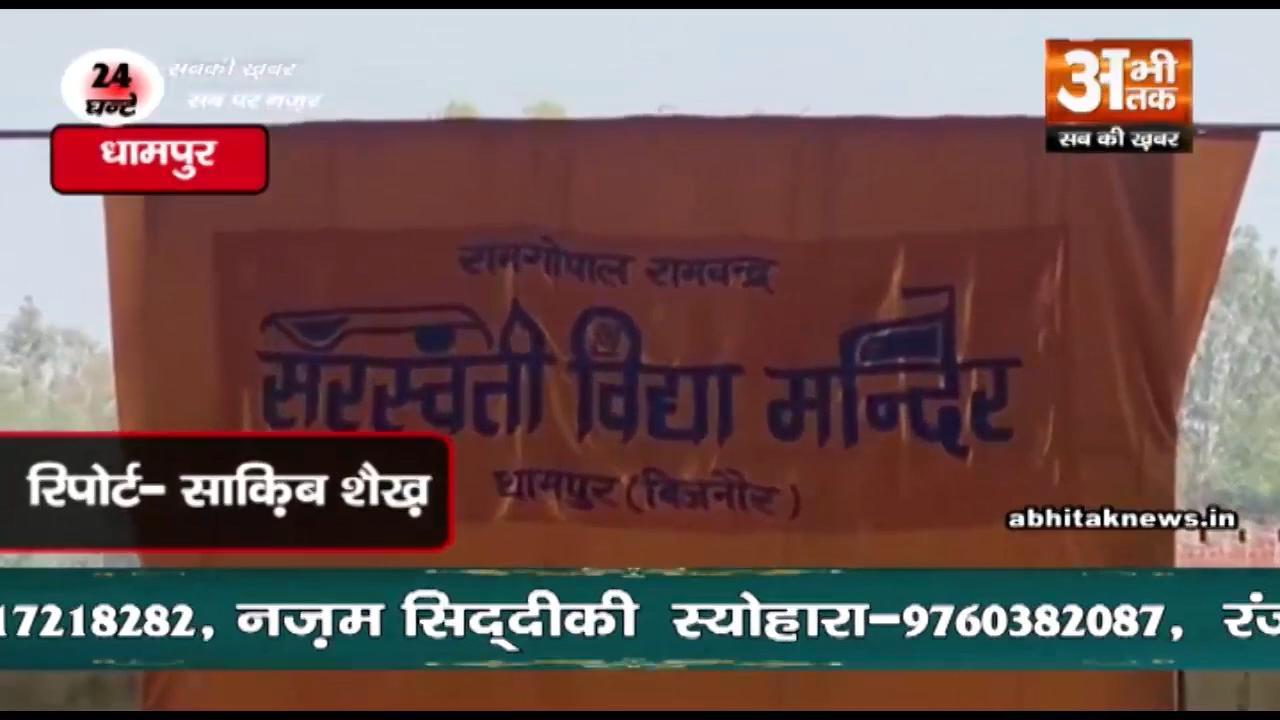 24
घन्टे
सबकी ख़बर
सब पर नज़र
अभी
तक
सब की ख़बर
धामपुर
रामगोपाल रामचन्द्र
सरस्वती विद्या मन्दिर
धामपुर (बिजनौर)
रिपोर्ट- साक़िब शैख़
abhitaknews.in
17218282, नज़म सिद्दीकी स्योहारा-9760382087,